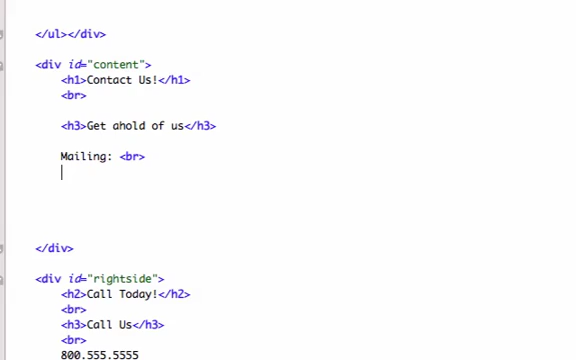 </ul></div>
<div id="content">
<h1>Contact Us!</h1>
<br>
<h3>Get ahold of us</h3>
Mailing: <br>
</div>
<div id="rightside">
<h2>Call Today!</h2>
<br>
<h3>Call Us</h3>
<br>
800.555.5555